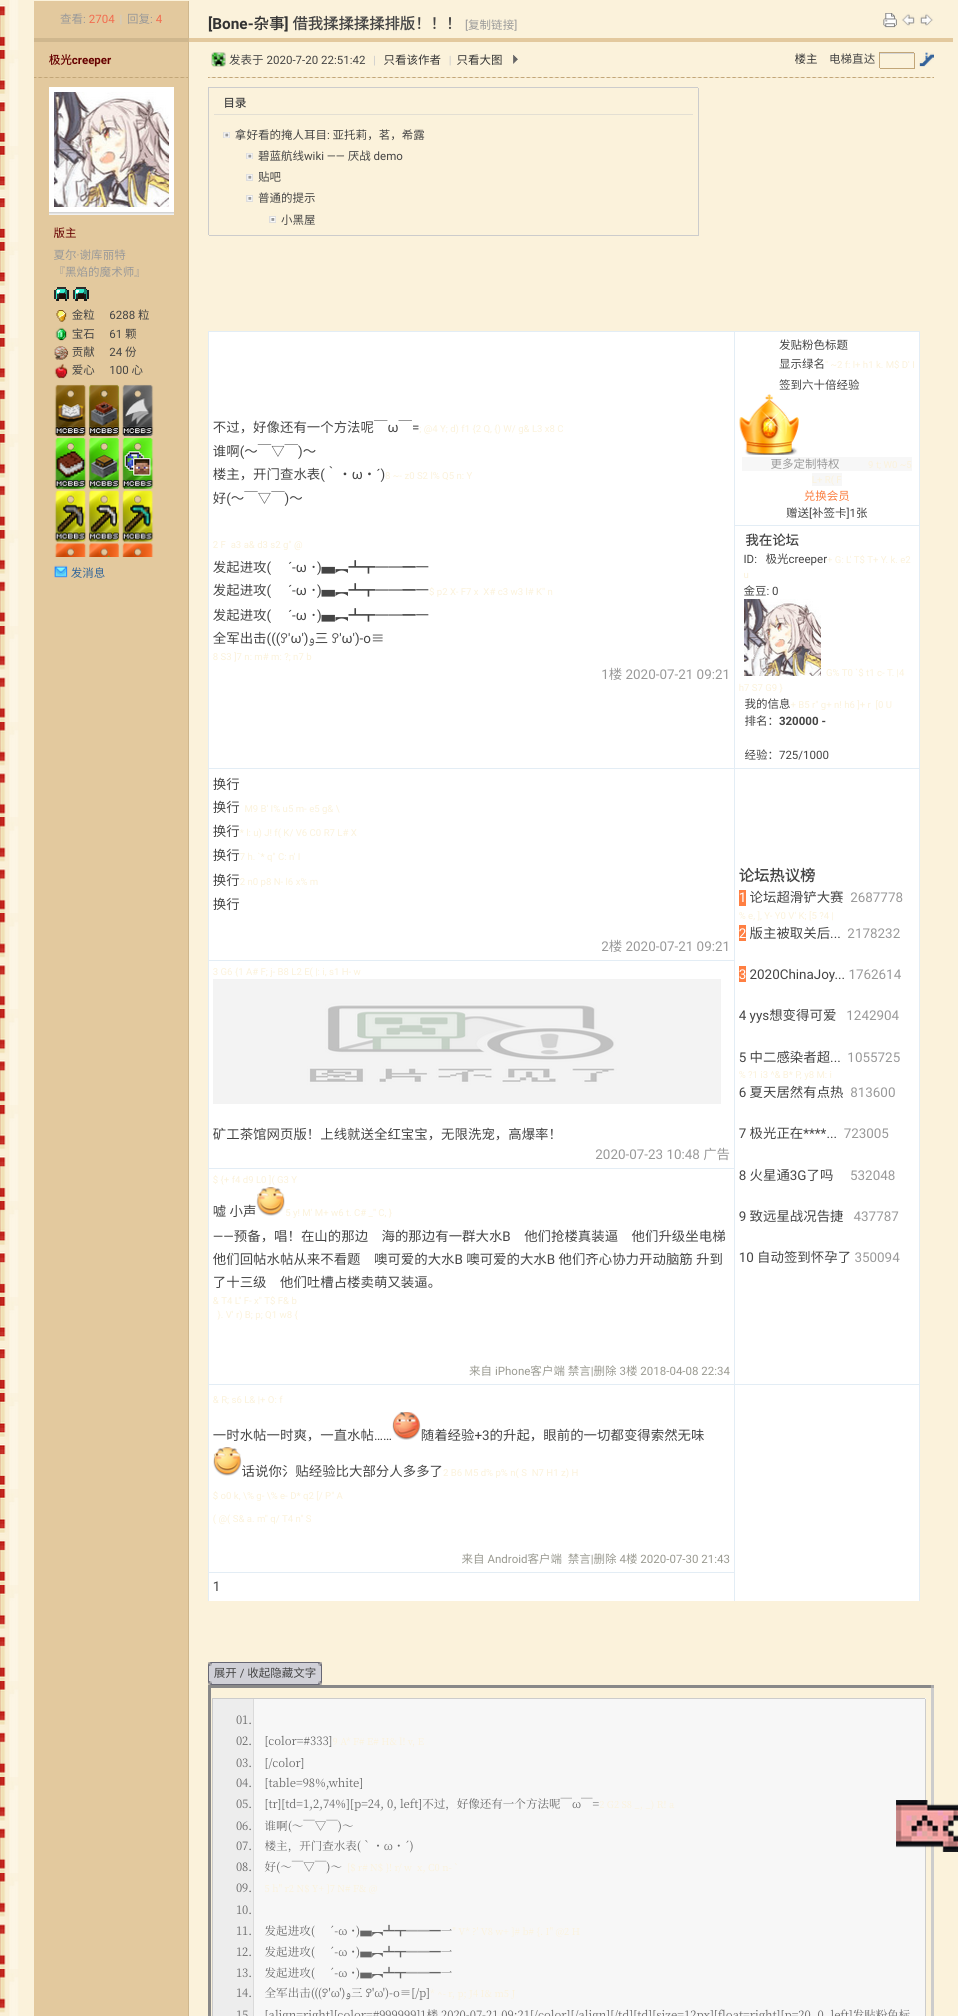 查看: 2704 回复: 4
[Bone-杂事] 借我揉揉揉揉排版！！！ [复制链接]
极光creeper
发表于 2020-7-20 22:51:42 | 只看该作者 | 只看大图
楼主 电梯直达
目录
拿好看的掩人耳目: 亚托莉，茗，希露
碧蓝航线wiki —— 厌战 demo
贴吧
普通的提示
小黑屋
版主
夏尔·谢库丽特
『黑焰的魔术师』
金粒 6288 粒
宝石 61 颗
贡献 24 份
爱心 100 心
MCBBS MCBBS MCBBS
MCBBS MCBBS MCBBS
MCBBS MCBBS MCBBS
发消息
不过，好像还有一个方法呢￣ω￣=
谁啊(～￣▽￣)～
楼主，开门查水表(｀・ω・´)
好(～￣▽￣)～
发起进攻( ´-ω ･)▄︻┻┳══━一
发起进攻( ´-ω ･)▄︻┻┳══━一
发起进攻( ´-ω ･)▄︻┻┳══━一
全军出击(((८'ω')و三 ८'ω')-o≡
1楼 2020-07-21 09:21
换行
换行
换行
换行
换行
换行
2楼 2020-07-21 09:21
图片不见了
矿工茶馆网页版！上线就送全红宝宝，无限洗宠，高爆率！
2020-07-23 10:48 广告
嘘 小声
——预备，唱！在山的那边 海的那边有一群大水B 他们抢楼真装逼 他们升级坐电梯
他们回帖水帖从来不看题 噢可爱的大水B 噢可爱的大水B 他们齐心协力开动脑筋 升到
了十三级 他们吐槽占楼卖萌又装逼。
来自 iPhone客户端 禁言|删除 3楼 2018-04-08 22:34
一时水帖一时爽，一直水帖……随着经验+3的升起，眼前的一切都变得索然无味
话说你氵贴经验比大部分人多多了
来自 Android客户端 禁言|删除 4楼 2020-07-30 21:43
1
发贴粉色标题
显示绿名
签到六十倍经验
更多定制特权
兑换会员
赠送[补签卡]1张
我在论坛
ID: 极光creeper
金豆: 0
我的信息
排名：320000 -
经验：725/1000
论坛热议榜
1 论坛超滑铲大赛 2687778
2 版主被取关后... 2178232
3 2020ChinaJoy... 1762614
4 yys想变得可爱 1242904
5 中二感染者超... 1055725
6 夏天居然有点热 813600
7 极光正在****... 723005
8 火星通3G了吗 532048
9 致远星战况告捷 437787
10 自动签到怀孕了 350094
展开 / 收起隐藏文字
01.
02. [color=#333]
03. [/color]
04. [table=98%,white]
05. [tr][td=1,2,74%][p=24, 0, left]不过，好像还有一个方法呢￣ω￣=
06. 谁啊(～￣▽￣)～
07. 楼主，开门查水表(｀・ω・´)
08. 好(～￣▽￣)～
09.
10.
11. 发起进攻( ´-ω ･)▄︻┻┳══━一
12. 发起进攻( ´-ω ･)▄︻┻┳══━一
13. 发起进攻( ´-ω ･)▄︻┻┳══━一
14. 全军出击(((८'ω')و三 ८'ω')-o≡[/p]
15. [align=right][color=#999999]1楼 2020-07-21 09:21[/color][/align][/td][td][size=12px][float=right][p=20, 0, left]发贴粉色标